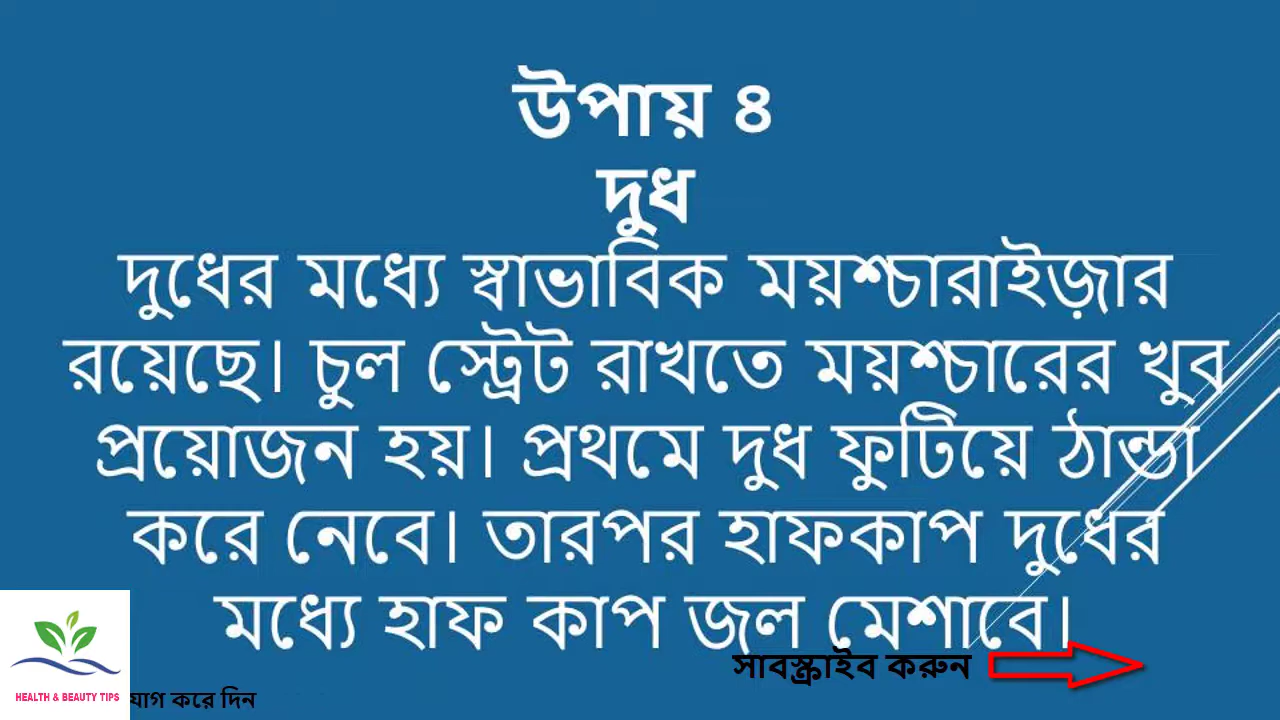 উপায় ৪
দুধ
দুধের মধ্যে স্বাভাবিক ময়শ্চারাইজ়ার
রয়েছে। চুল স্ট্রেট রাখতে ময়শ্চারের খুব
প্রয়োজন হয়। প্রথমে দুধ ফুটিয়ে ঠান্ডা
করে নেবে। তারপর হাফকাপ দুধের
মধ্যে হাফ কাপ জল মেশাবে।
সাবস্ক্রাইব করুন
HEALTH & BEAUTY TIPS
করে দিন